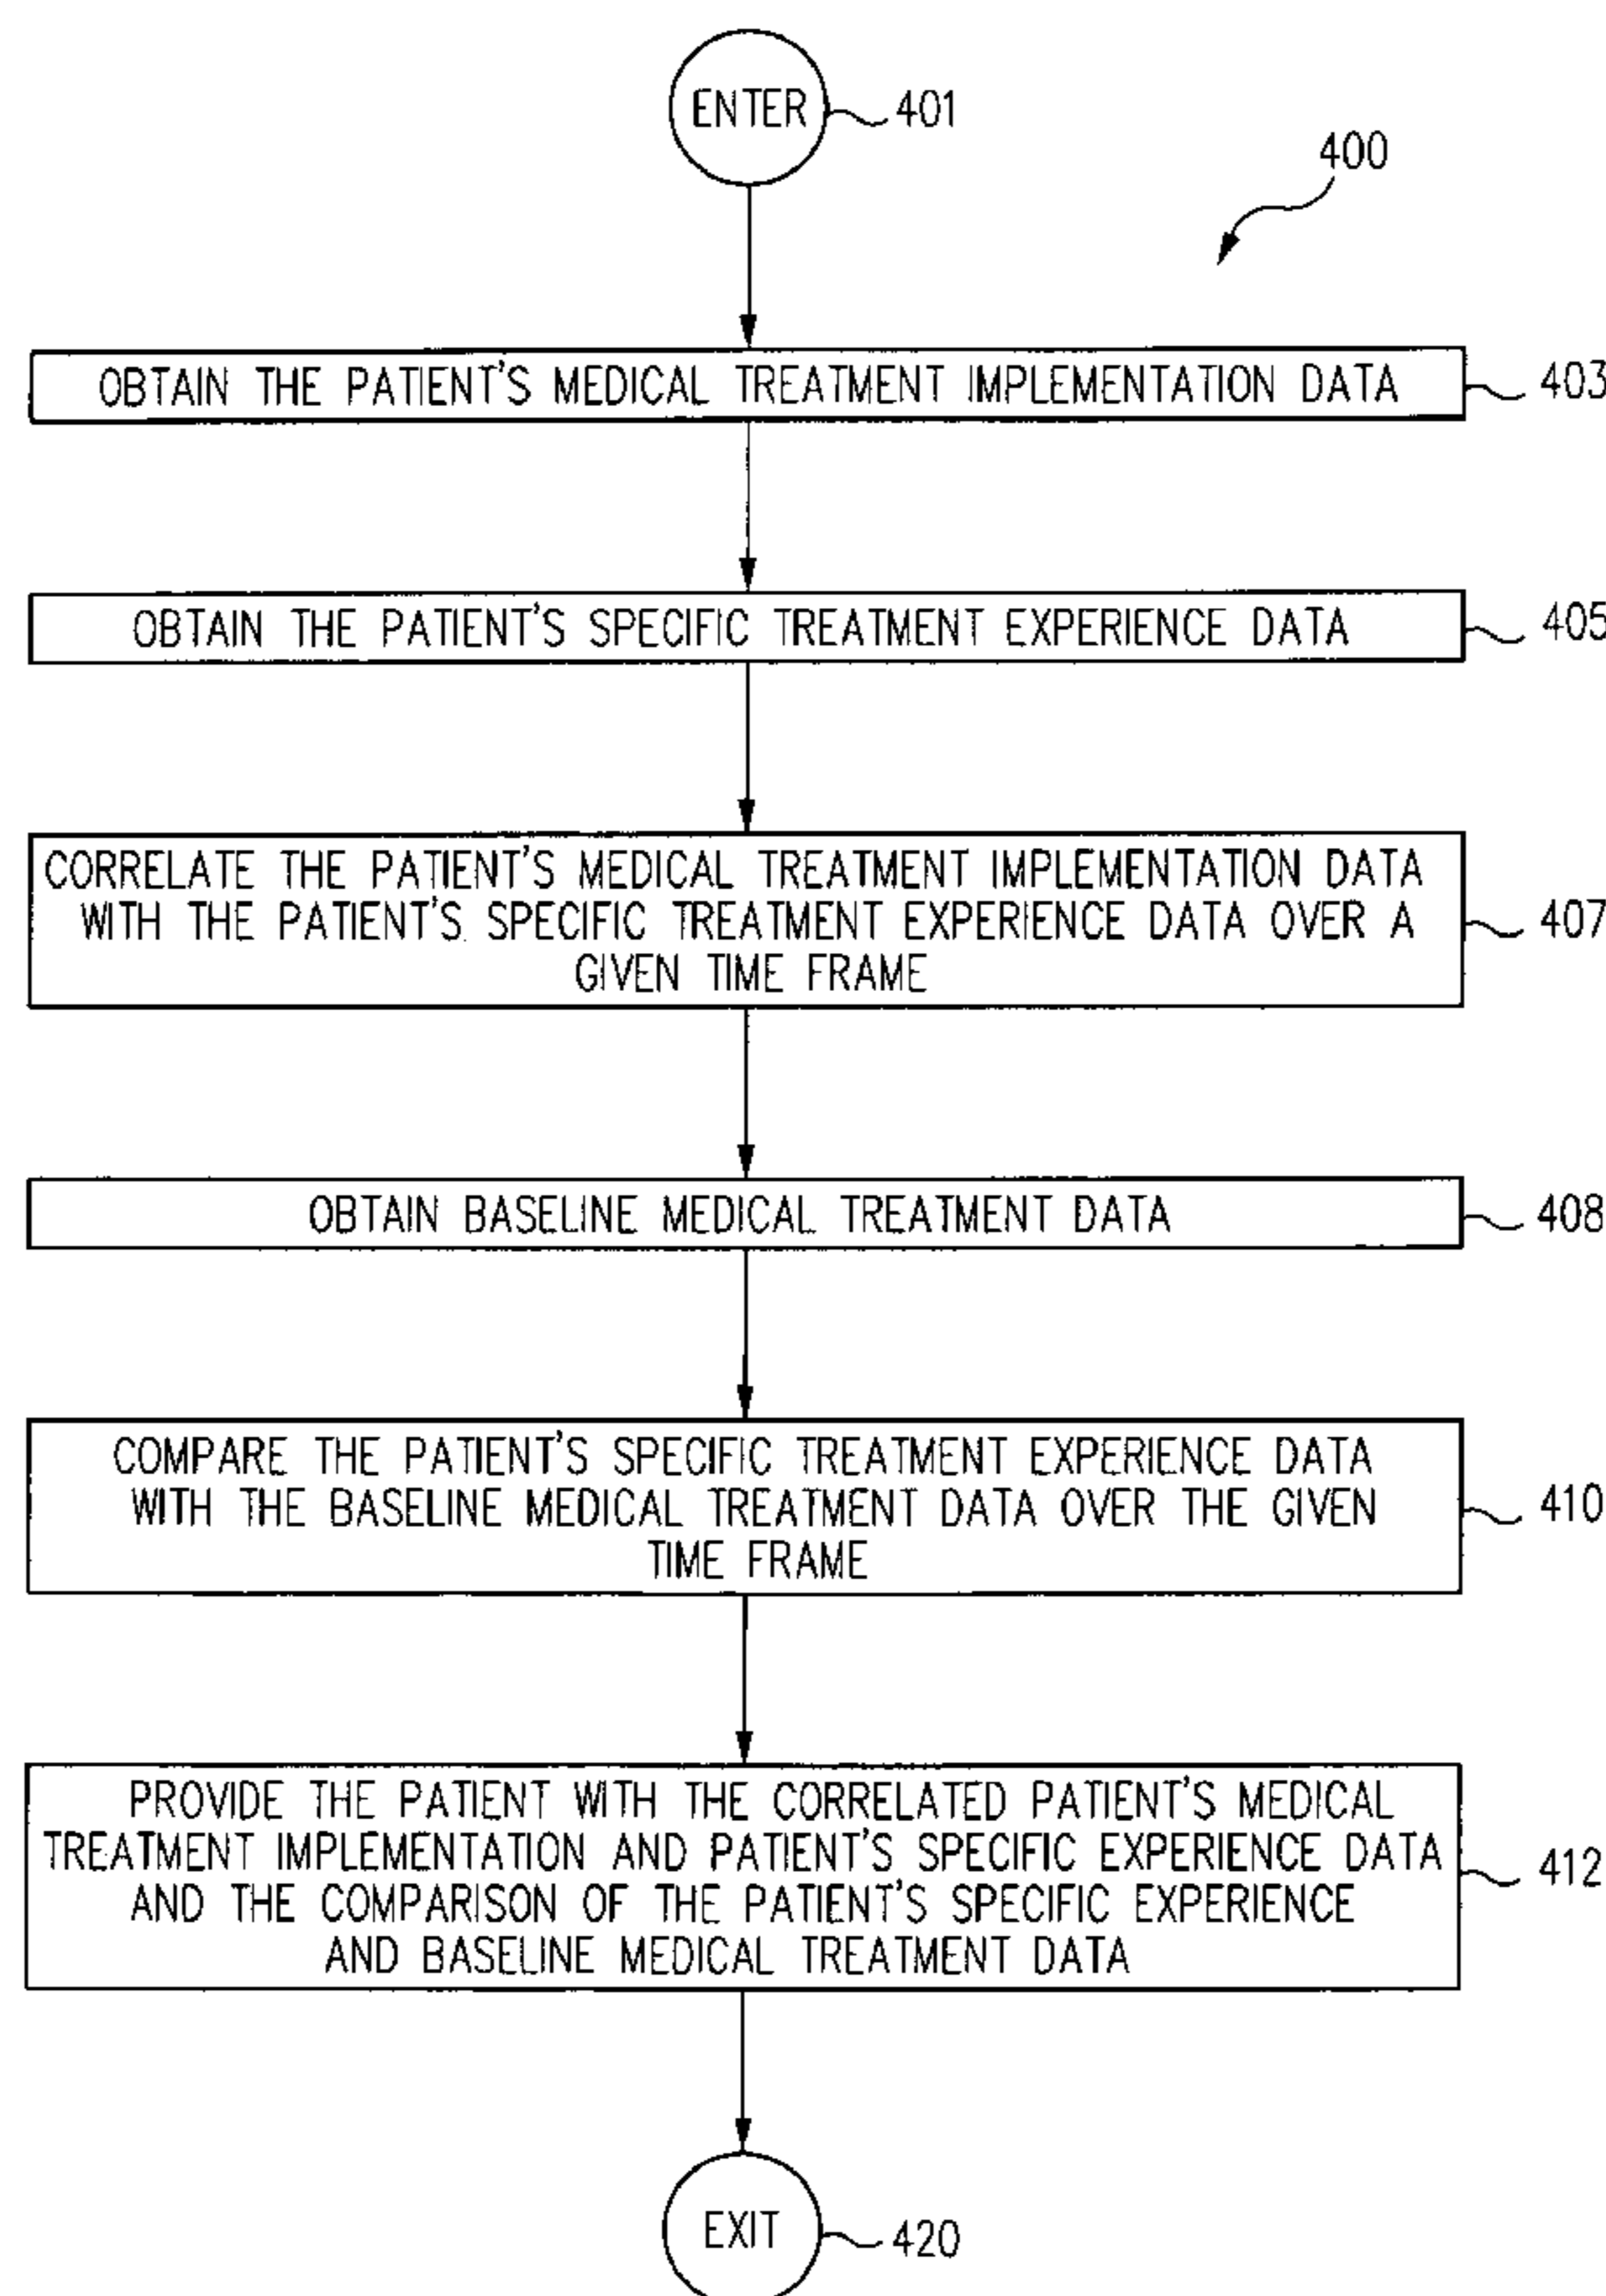 ENTER
401
400
OBTAIN THE PATIENT'S MEDICAL TREATMENT IMPLEMENTATION DATA
403
OBTAIN THE PATIENT'S SPECIFIC TREATMENT EXPERIENCE DATA
405
CORRELATE THE PATIENT'S MEDICAL TREATMENT IMPLEMENTATION DATA
WITH THE PATIENT'S SPECIFIC TREATMENT EXPERIENCE DATA OVER A
GIVEN TIME FRAME
407
OBTAIN BASELINE MEDICAL TREATMENT DATA
408
COMPARE THE PATIENT'S SPECIFIC TREATMENT EXPERIENCE DATA
WITH THE BASELINE MEDICAL TREATMENT DATA OVER THE GIVEN
TIME FRAME
410
PROVIDE THE PATIENT WITH THE CORRELATED PATIENT'S MEDICAL
TREATMENT IMPLEMENTATION AND PATIENT'S SPECIFIC EXPERIENCE DATA
AND THE COMPARISON OF THE PATIENT'S SPECIFIC EXPERIENCE
AND BASELINE MEDICAL TREATMENT DATA
412
EXIT
420